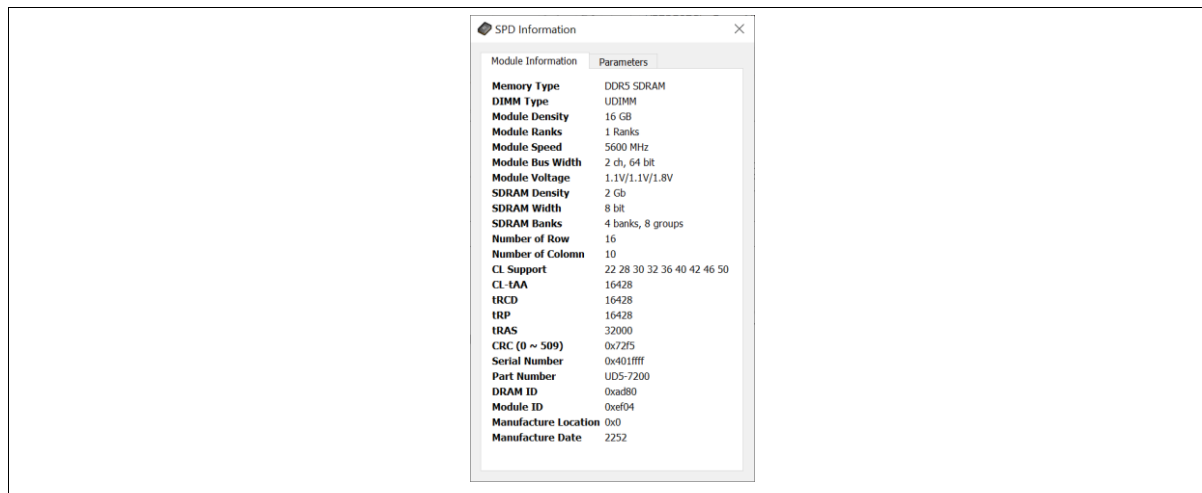 SPD Information
Module Information Parameters
Memory Type DDR5 SDRAM
DIMM Type UDIMM
Module Density 16 GB
Module Ranks 1 Ranks
Module Speed 5600 MHz
Module Bus Width 2 ch, 64 bit
Module Voltage 1.1V/1.1V/1.8V
SDRAM Density 2 Gb
SDRAM Width 8 bit
SDRAM Banks 4 banks, 8 groups
Number of Row 16
Number of Colomn 10
CL Support 22 28 30 32 36 40 42 46 50
CL-tAA 16428
tRCD 16428
tRP 16428
tRAS 32000
CRC (0 ~ 509) 0x72f5
Serial Number 0x401ffff
Part Number UD5-7200
DRAM ID 0xad80
Module ID 0xef04
Manufacture Location 0x0
Manufacture Date 2252